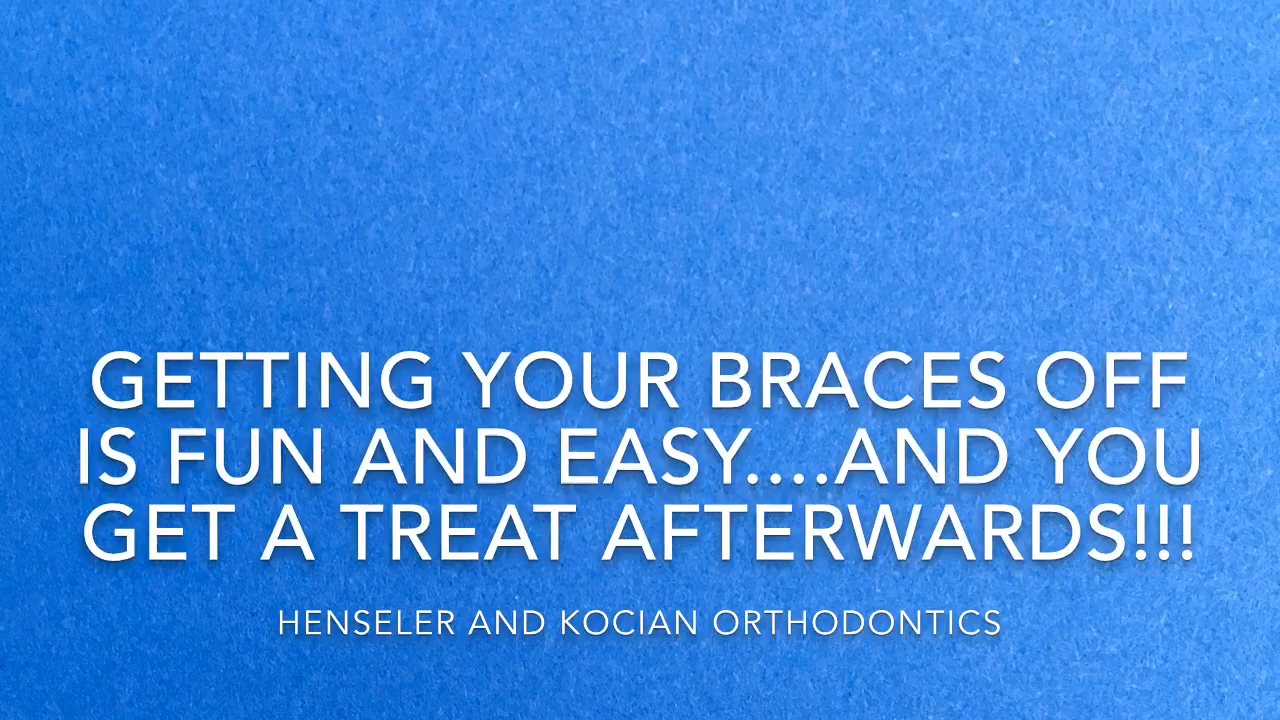 GETTING YOUR BRACES OFF
IS FUN AND EASY....AND YOU
GET A TREAT AFTERWARDS!!!
HENSELER AND KOCIAN ORTHODONTICS